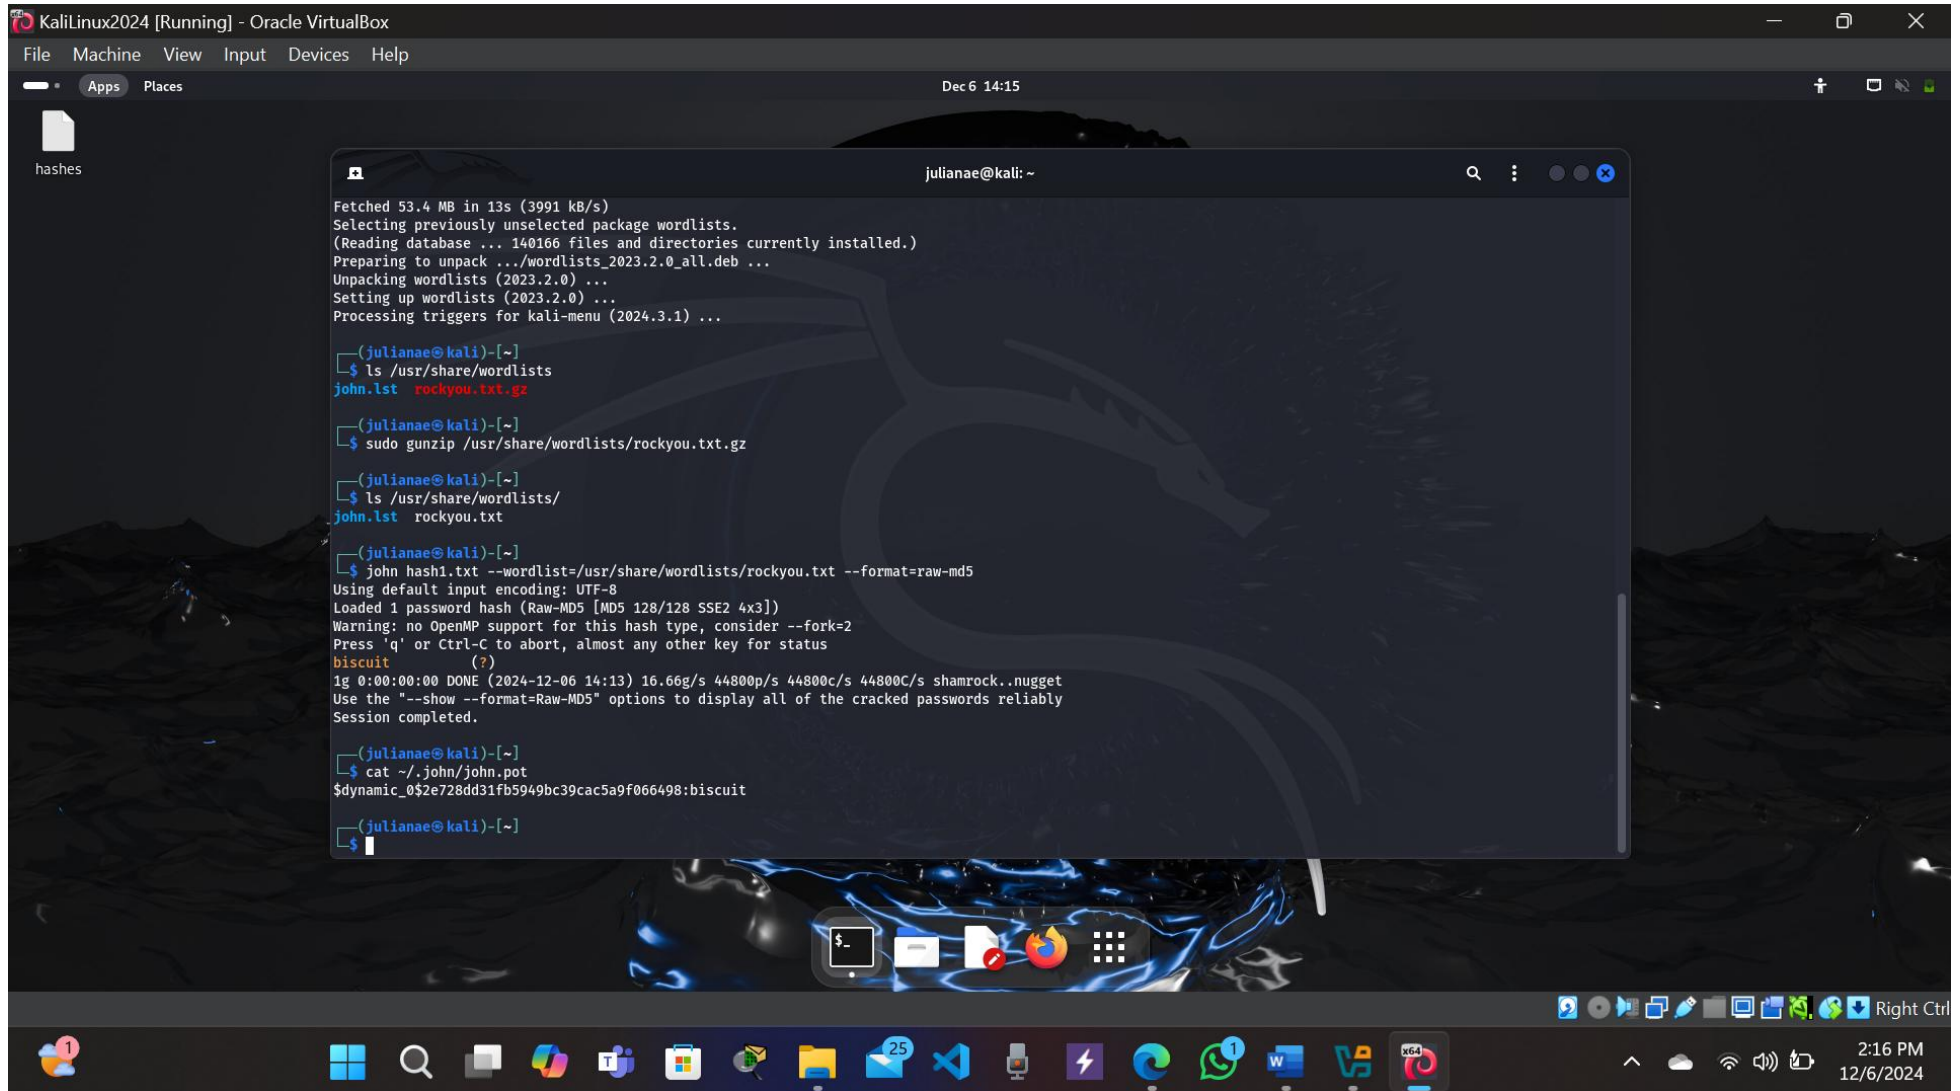 KaliLinux2024 [Running] - Oracle VirtualBox
File Machine View Input Devices Help
Apps Places Dec 6 14:15
hashes
julianae@kali: ~
Fetched 53.4 MB in 13s (3991 kB/s)
Selecting previously unselected package wordlists.
(Reading database ... 140166 files and directories currently installed.)
Preparing to unpack .../wordlists_2023.2.0_all.deb ...
Unpacking wordlists (2023.2.0) ...
Setting up wordlists (2023.2.0) ...
Processing triggers for kali-menu (2024.3.1) ...
┌──(julianae㉿kali)-[~]
└─$ ls /usr/share/wordlists
john.lst rockyou.txt.gz
┌──(julianae㉿kali)-[~]
└─$ sudo gunzip /usr/share/wordlists/rockyou.txt.gz
┌──(julianae㉿kali)-[~]
└─$ ls /usr/share/wordlists/
john.lst rockyou.txt
┌──(julianae㉿kali)-[~]
└─$ john hash1.txt --wordlist=/usr/share/wordlists/rockyou.txt --format=raw-md5
Using default input encoding: UTF-8
Loaded 1 password hash (Raw-MD5 [MD5 128/128 SSE2 4x3])
Warning: no OpenMP support for this hash type, consider --fork=2
Press 'q' or Ctrl-C to abort, almost any other key for status
biscuit (?)
1g 0:00:00:00 DONE (2024-12-06 14:13) 16.66g/s 44800p/s 44800c/s 44800C/s shamrock..nugget
Use the "--show --format=Raw-MD5" options to display all of the cracked passwords reliably
Session completed.
┌──(julianae㉿kali)-[~]
└─$ cat ~/.john/john.pot
$dynamic_0$2e728dd31fb5949bc39cac5a9f066498:biscuit
┌──(julianae㉿kali)-[~]
└─$
$_
Right Ctrl
1
T
25
1
W
x64
2:16 PM
12/6/2024